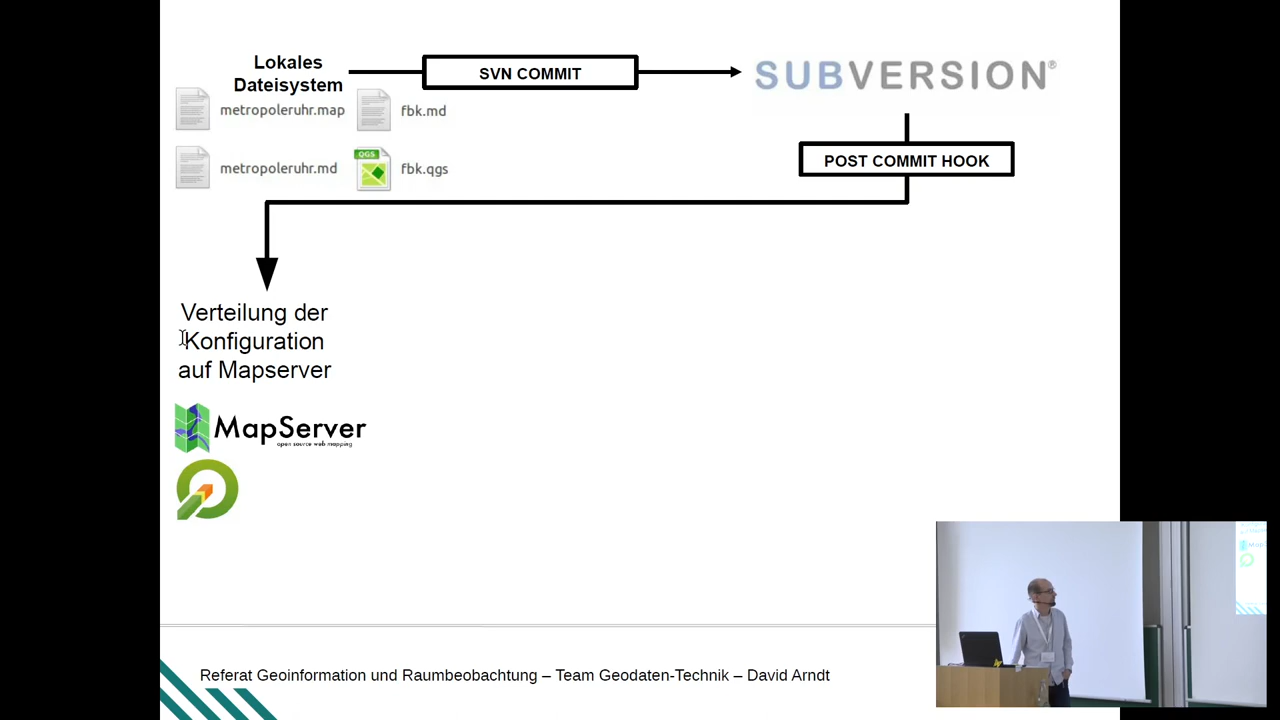 Lokales
Dateisystem
SVN COMMIT
SUBVERSION®
metropoleruhr.map
fbk.md
metropoleruhr.md
QGS
fbk.qgs
POST COMMIT HOOK
Verteilung der
Konfiguration
auf Mapserver
MapServer
open source web mapping
Referat Geoinformation und Raumbeobachtung – Team Geodaten-Technik – David Arndt